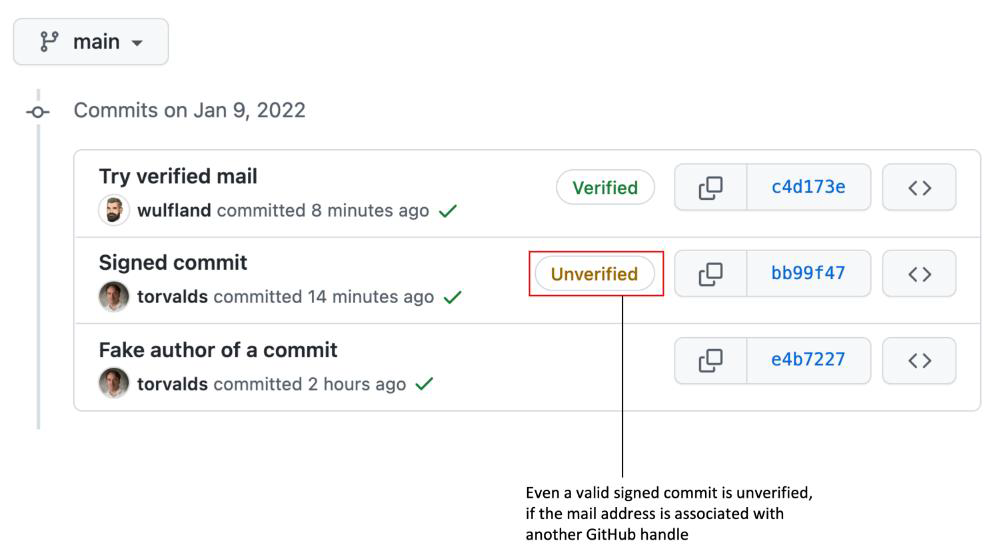 main
Commits on Jan 9, 2022
Try verified mail
wulfland committed 8 minutes ago
Verified
c4d173e
Signed commit
torvalds committed 14 minutes ago
Unverified
bb99f47
Fake author of a commit
torvalds committed 2 hours ago
e4b7227
Even a valid signed commit is unverified,
if the mail address is associated with
another GitHub handle